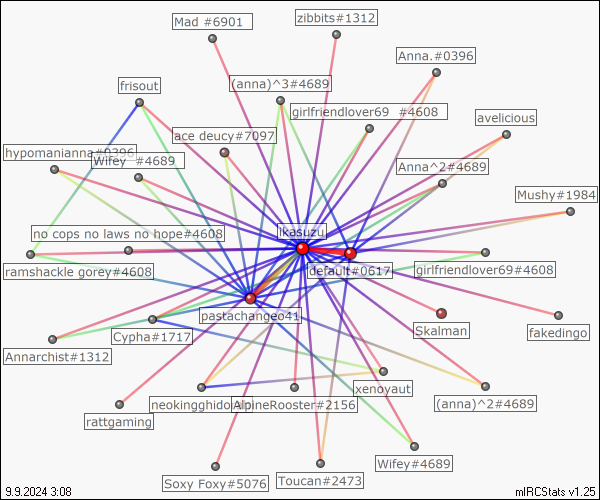 Mad #6901
zibbits#1312
Anna.#0396
frisout
(anna)^3#4689
girlfriendlover69 #4608
avelicious
ace deucy#7097
hypomanianna#0396
Wifey #4689
Anna^2#4689
Mushy#1984
no cops no laws no hope#4608
ikasuzu
ramshackle gorey#4608
default#0617
girlfriendlover69#4608
pastachangeo41
Skalman
fakedingo
Annarchist#1312
Cypha#1717
xenoyaut
rattgaming
AlpineRooster#2156
(anna)^2#4689
Wifey#4689
Soxy Foxy#5076
Toucan#2473
9.9.2024 3:08
mIRCStats v1.25